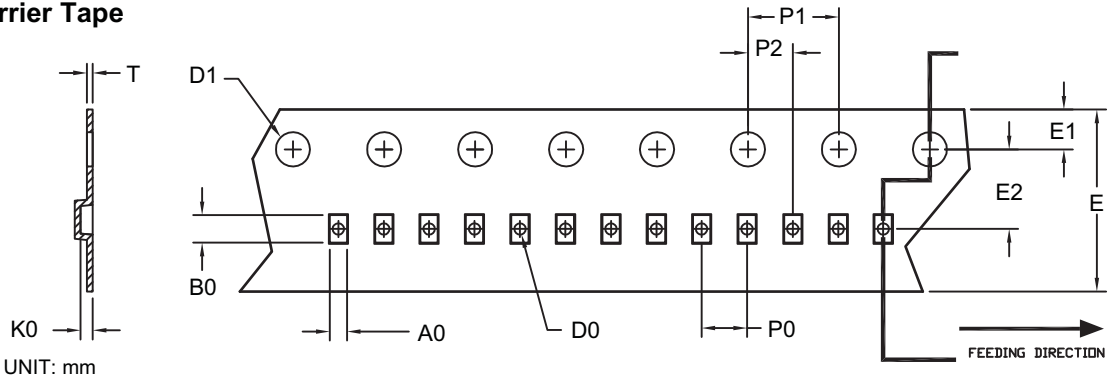 rrier Tape
P1
P2
T
D1
E1
E2
E
B0
K0
A0
D0
P0
FEEDING DIRECTION
UNIT: mm